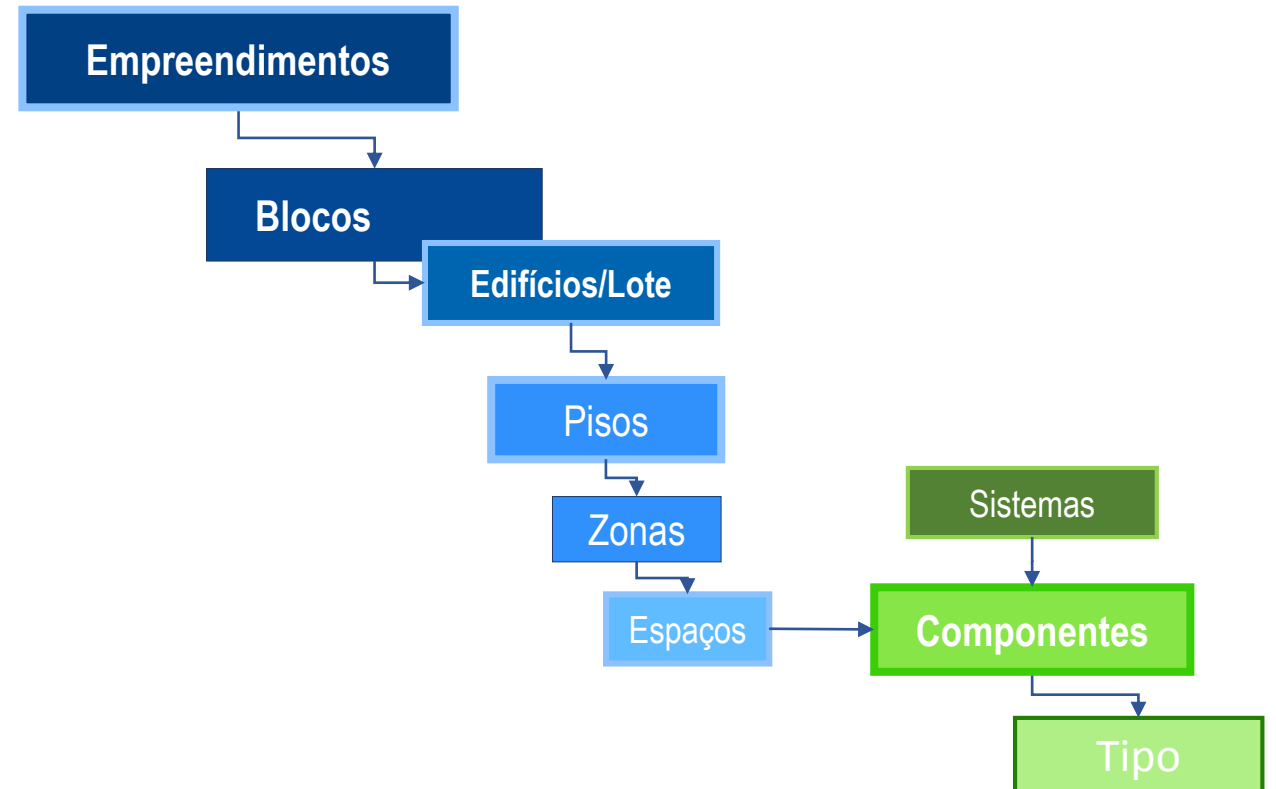 Empreendimentos
Blocos
Edifícios/Lote
Pisos
Zonas
Sistemas
Espaços
Componentes
Tipo